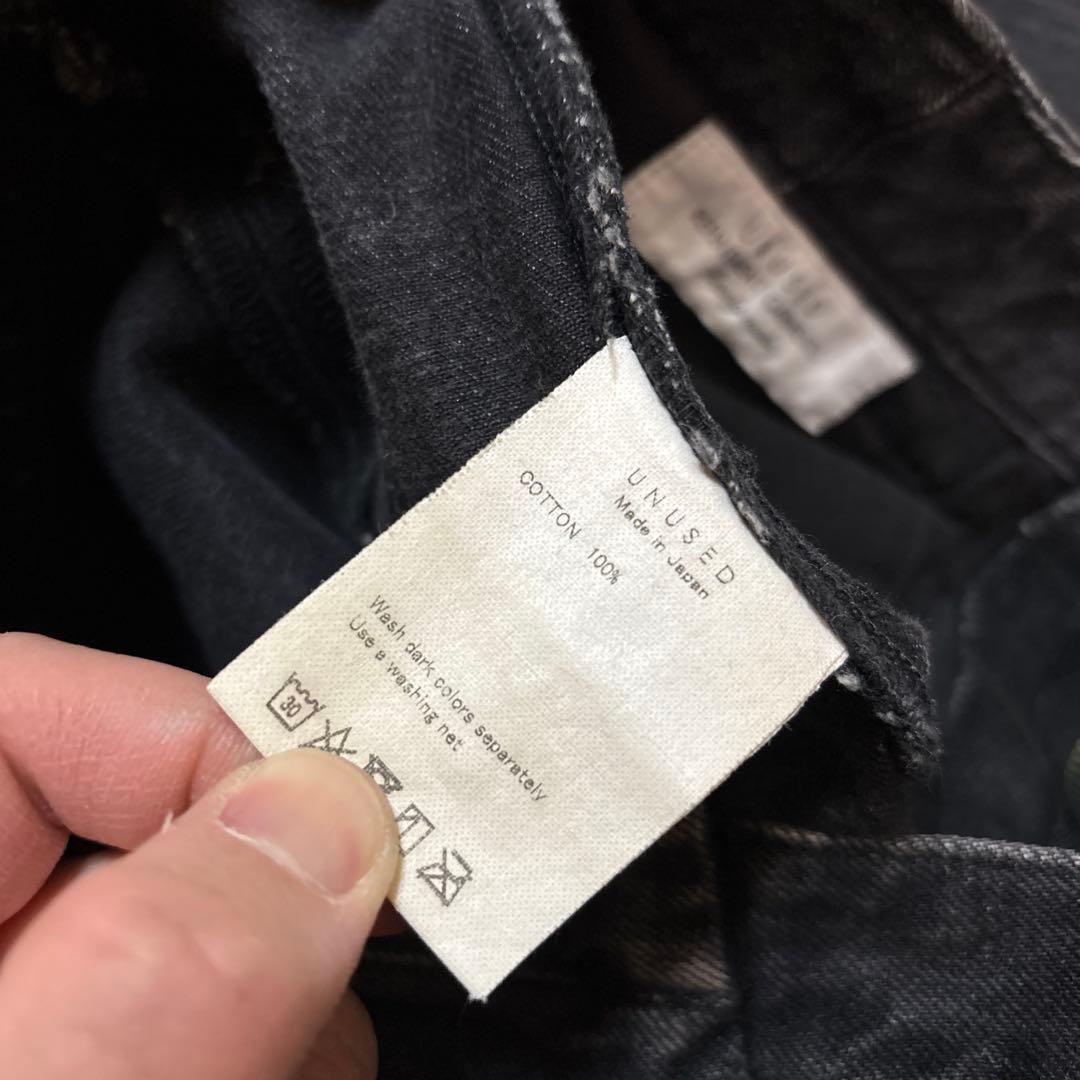 UNUSED
Made in Japan
COTTON 100%
Wash dark colors separately
Use a washing net
30